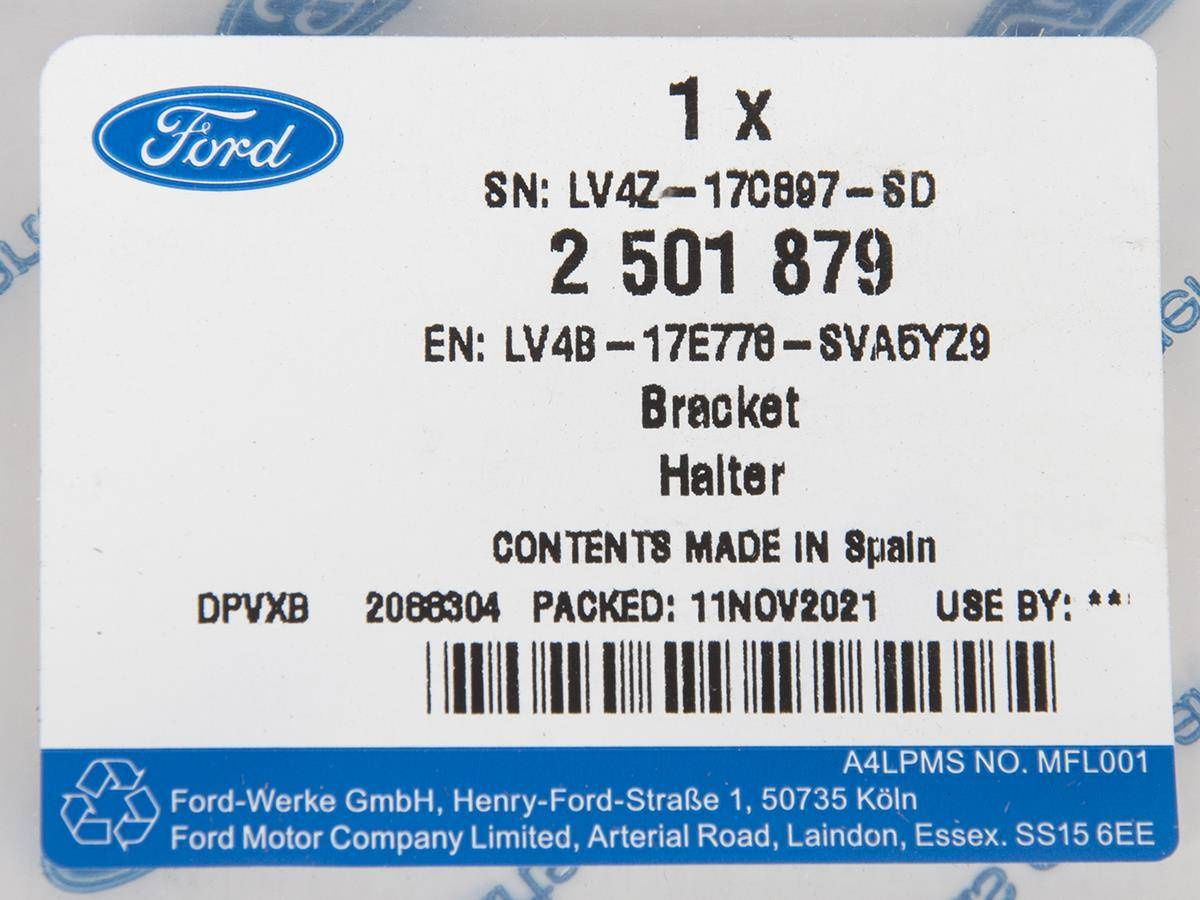 Ford
1 x
SN: LV4Z-17C897-SD
2 501 879
EN: LV4B-17E778-SVA5YZ9
Bracket
Halter
CONTENTS MADE IN Spain
DPVXB 2088304 PACKED: 11NOV2021 USE BY: **
A4LPMS NO. MFL001
Ford-Werke GmbH, Henry-Ford-Straße 1, 50735 Köln
Ford Motor Company Limited, Arterial Road, Laindon, Essex. SS15 6EE